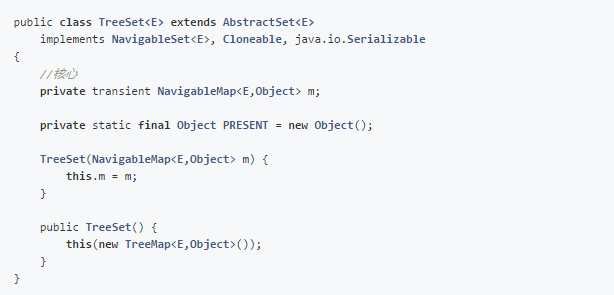 public class TreeSet<E> extends AbstractSet<E>
    implements NavigableSet<E>, Cloneable, java.io.Serializable
{
    //核心
    private transient NavigableMap<E,Object> m;

    private static final Object PRESENT = new Object();

    TreeSet(NavigableMap<E,Object> m) {
        this.m = m;
    }

    public TreeSet() {
        this(new TreeMap<E,Object>());
    }
}